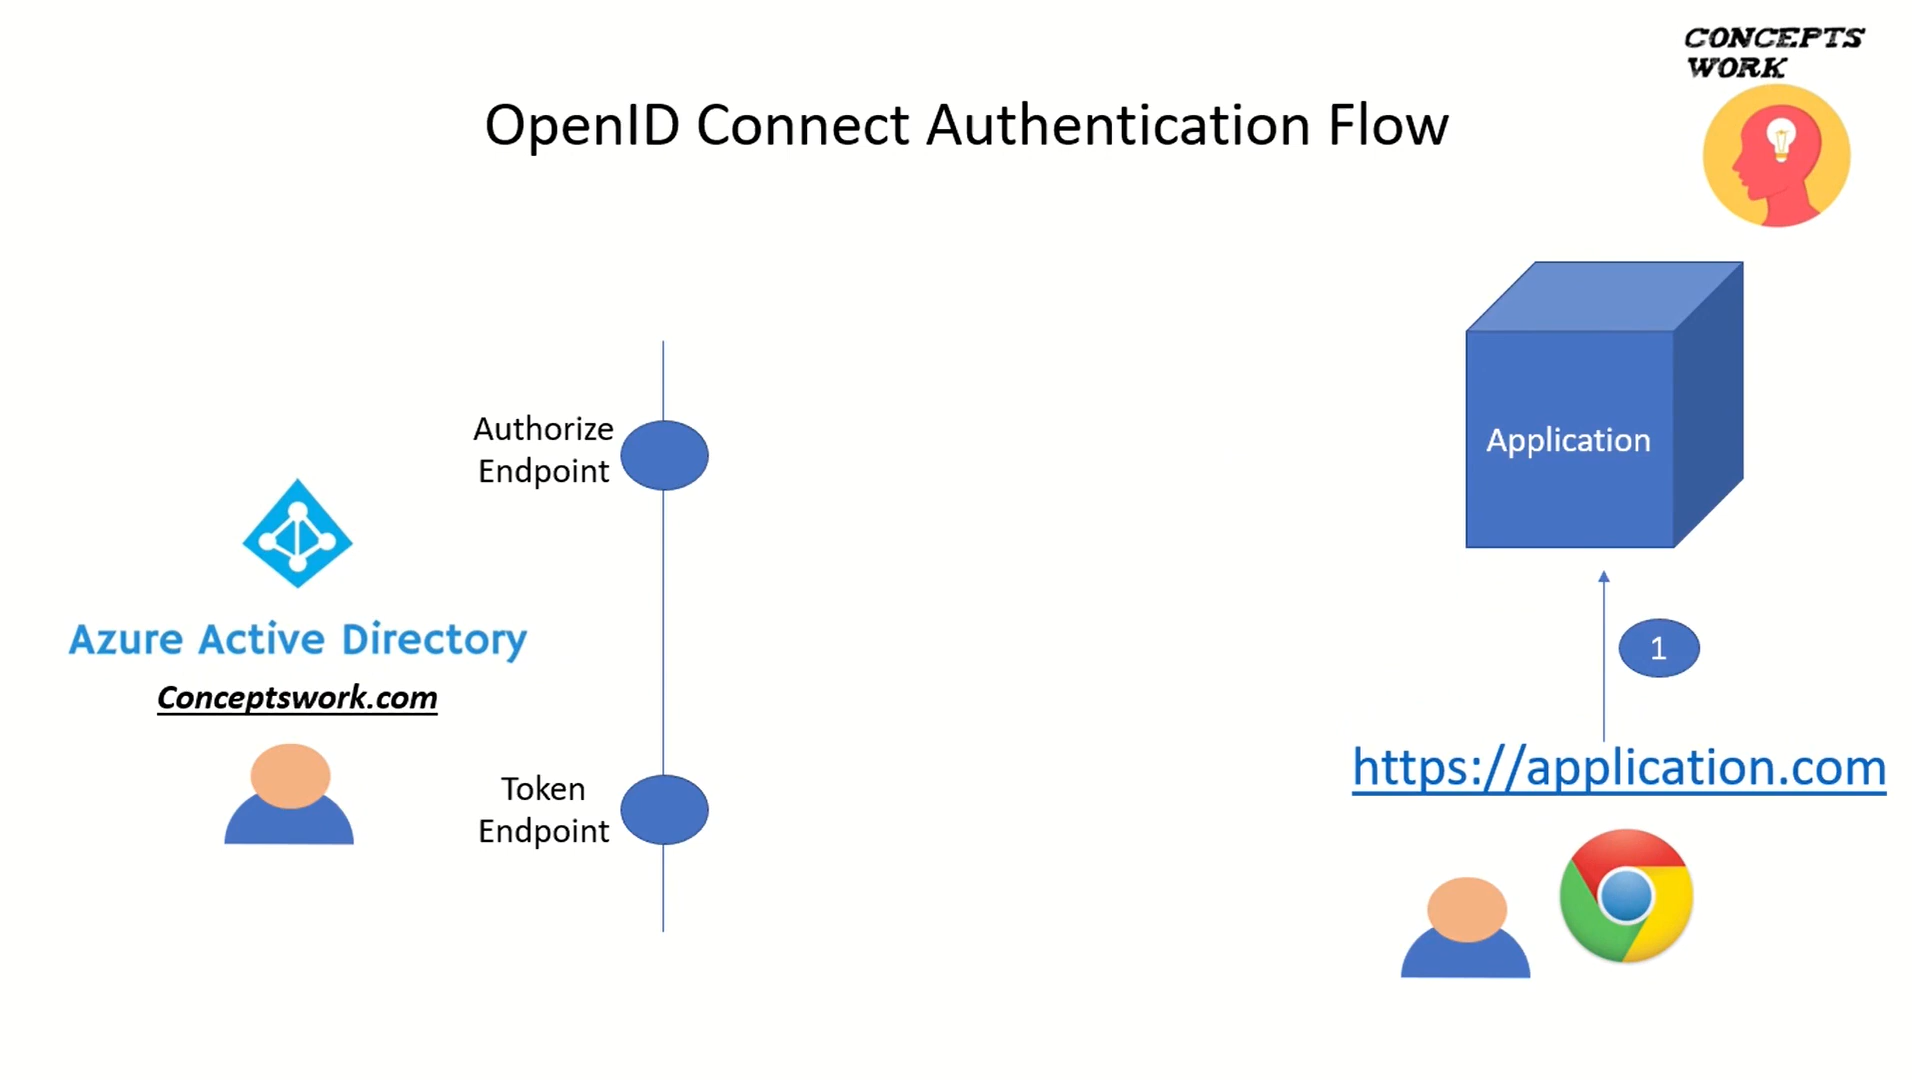 CONCEPTS
WORK
OpenID Connect Authentication Flow
Authorize
Endpoint
Application
Azure Active Directory
Conceptswork.com
1
https://application.com
Token
Endpoint